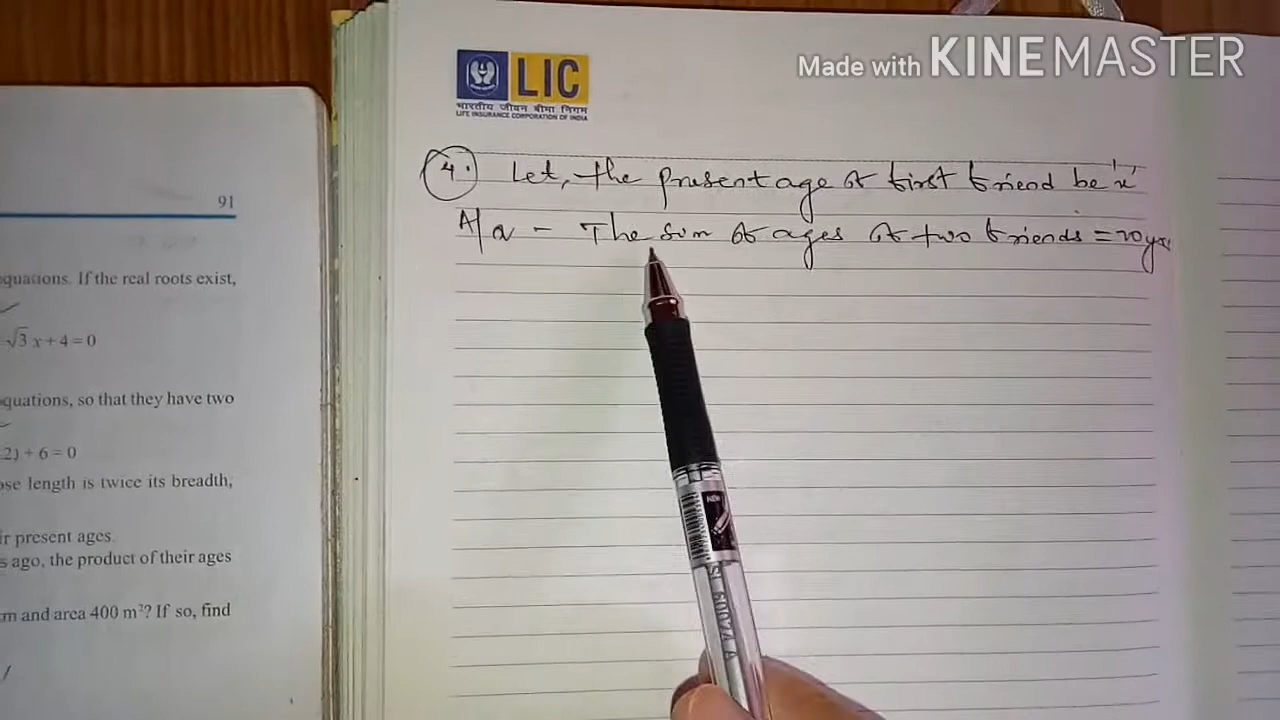 Made with KINEMASTER
LIC
भारतीय जीवन बीमा निगम
LIFE INSURANCE CORPORATION OF INDIA
4. Let, the present age of first friend be 'x'
A/Q - The sum of ages of two friends = 20 yrs
91
equations. If the real roots exist,
√3 x + 4 = 0
equations, so that they have two
2) + 6 = 0
ose length is twice its breadth,
ir present ages.
s ago, the product of their ages
m and area 400 m²? If so, find
NEW